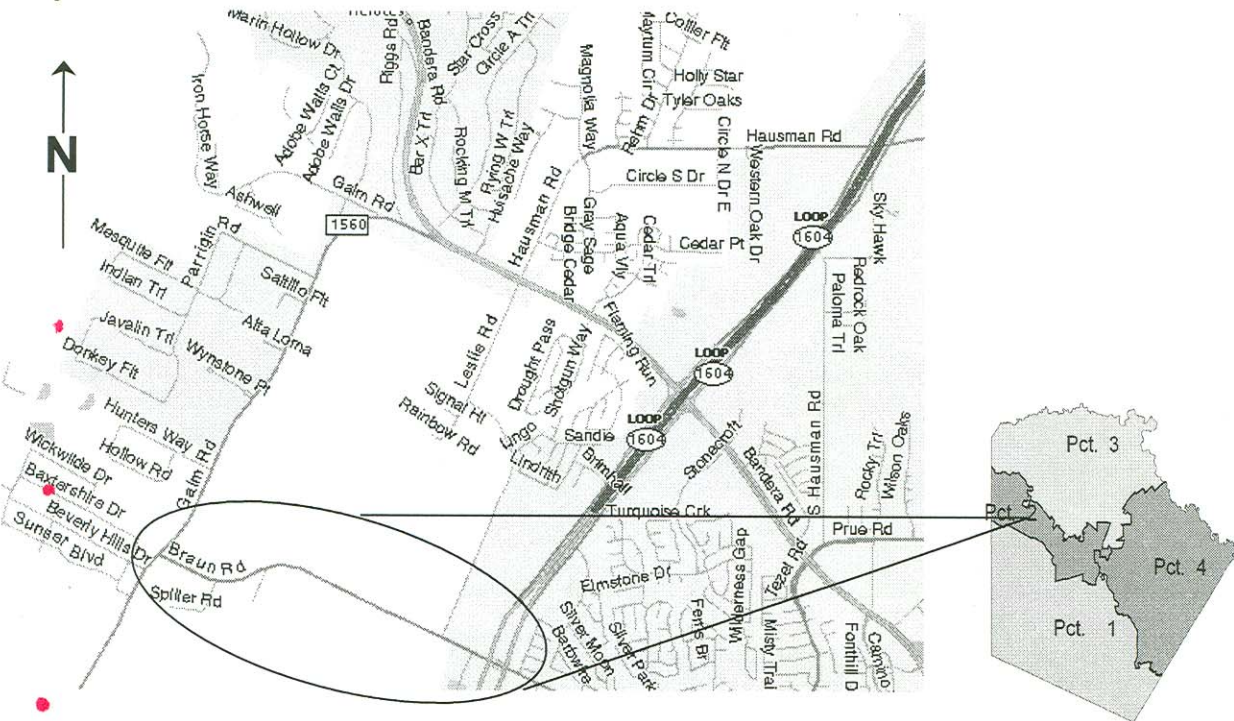 Marin Hollow Dr
Riggs Rd
Bandera Rd
Star Cross
Circle A Trl
Maytum Cir
Collier Flt
Holly Star
Tyler Oaks
Magnolia Way
Rehm Dr
Circle N Dr E
Hausman Rd
Iron Horse Way
Adobe Walls Ct
Adobe Walls Dr
Bar X Trl
Rocking M Trl
Flying W Trl
Huisache Way
Hausman Rd
Circle S Dr
Western Oak Dr
Sky Hawk
N
Ashwell
Galm Rd
1560
Gray Sage
Bridge Cedar
Aqua Vly
Cedar Trl
Cedar Pt
LOOP
1604
Mesquite Flt
Parrigin Rd
Indian Trl
Saltillo Flt
Redrock Oak
Paloma Trl
Javalin Trl
Alta Loma
Donkey Flt
Wynstone Pt
Leslie Rd
Drought Pass
Shotgun Way
Flaming Run
LOOP
1604
Signal Hl
Rainbow Rd
Lingo
Sandie
LOOP
1604
Lindrith
Brimhall
Stonecroft
Bandera Rd
S Hausman Rd
Rocky Trl
Wilson Oaks
Hunters Way
Hollow Rd
Galm Rd
Wickwilde Dr
Baxtershire Dr
Beverly Hills Dr
Sunset Blvd
Turquoise Crk
Prue Rd
Braun Rd
Spiller Rd
Elmstone Dr
Wilderness Gap
Tezel Rd
Silver Moon
Barbwire
Silver Park
Ferris Br
Misty Trai
Fonthill D
Camino
Pct. 3
Pct.
Pct. 4
Pct. 1